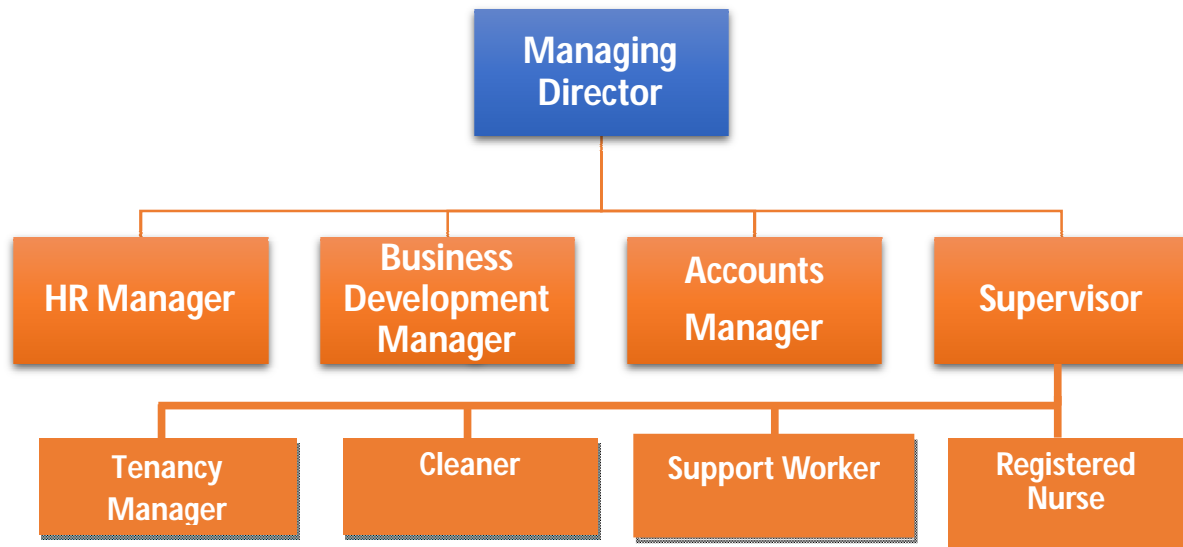 Managing
Director
HR Manager
Business
Development
Manager
Accounts
Manager
Supervisor
Tenancy
Manager
Cleaner
Support Worker
Registered
Nurse